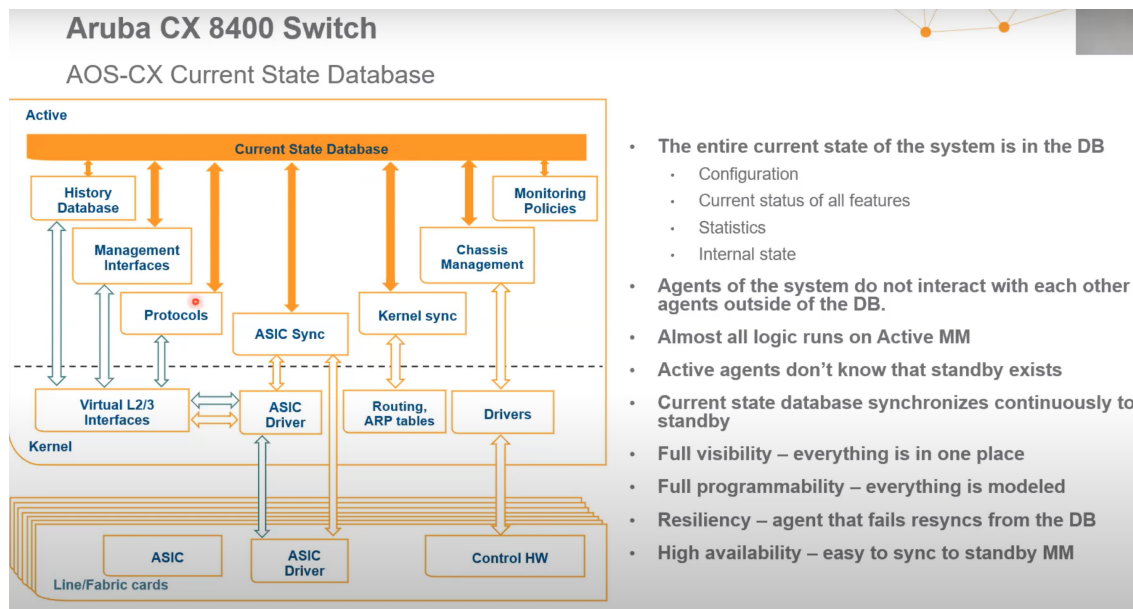 Aruba CX 8400 Switch
AOS-CX Current State Database
Active
Current State Database
History
Database
Monitoring
Policies
Management
Interfaces
Chassis
Management
Protocols
ASIC Sync
Kernel sync
Virtual L2/3
Interfaces
ASIC
Driver
Routing,
ARP tables
Drivers
Kernel
ASIC
ASIC
Driver
Control HW
Line/Fabric cards
• The entire current state of the system is in the DB
• Configuration
• Current status of all features
• Statistics
• Internal state
• Agents of the system do not interact with each other
agents outside of the DB.
• Almost all logic runs on Active MM
• Active agents don’t know that standby exists
• Current state database synchronizes continuously to
standby
• Full visibility – everything is in one place
• Full programmability – everything is modeled
• Resiliency – agent that fails resyncs from the DB
• High availability – easy to sync to standby MM